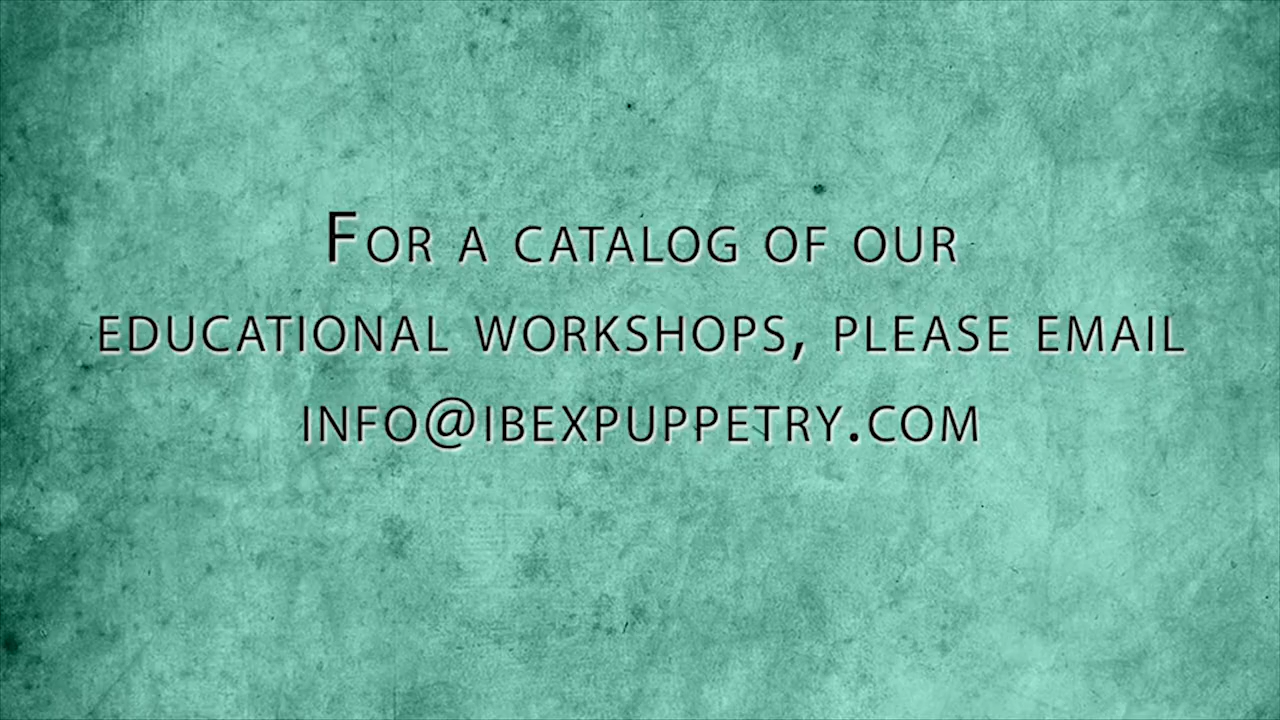 For a catalog of our
educational workshops, please email
info@ibexpuppetry.com